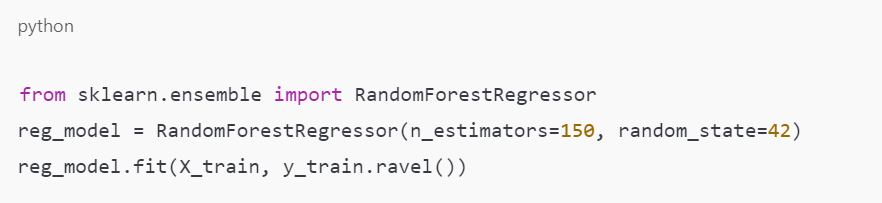 python
from sklearn.ensemble import RandomForestRegressor
reg_model = RandomForestRegressor(n_estimators=150, random_state=42)
reg_model.fit(X_train, y_train.ravel())